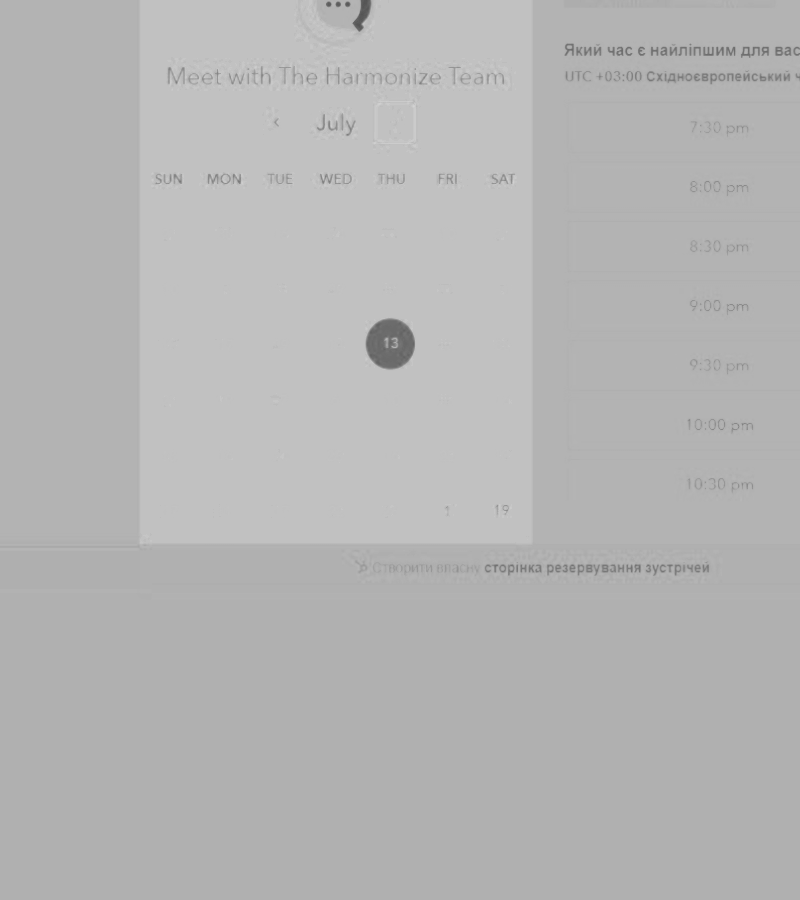 Meet with The Harmonize Team
‹ July
SUN MON TUE WED THU FRI SAT
13
19
Який час є найліпшим для вас
UTC +03:00 Східноєвропейський ч
7:30 pm
8:00 pm
8:30 pm
9:00 pm
9:30 pm
10:00 pm
10:30 pm
Створити власну сторінка резервування зустрічей